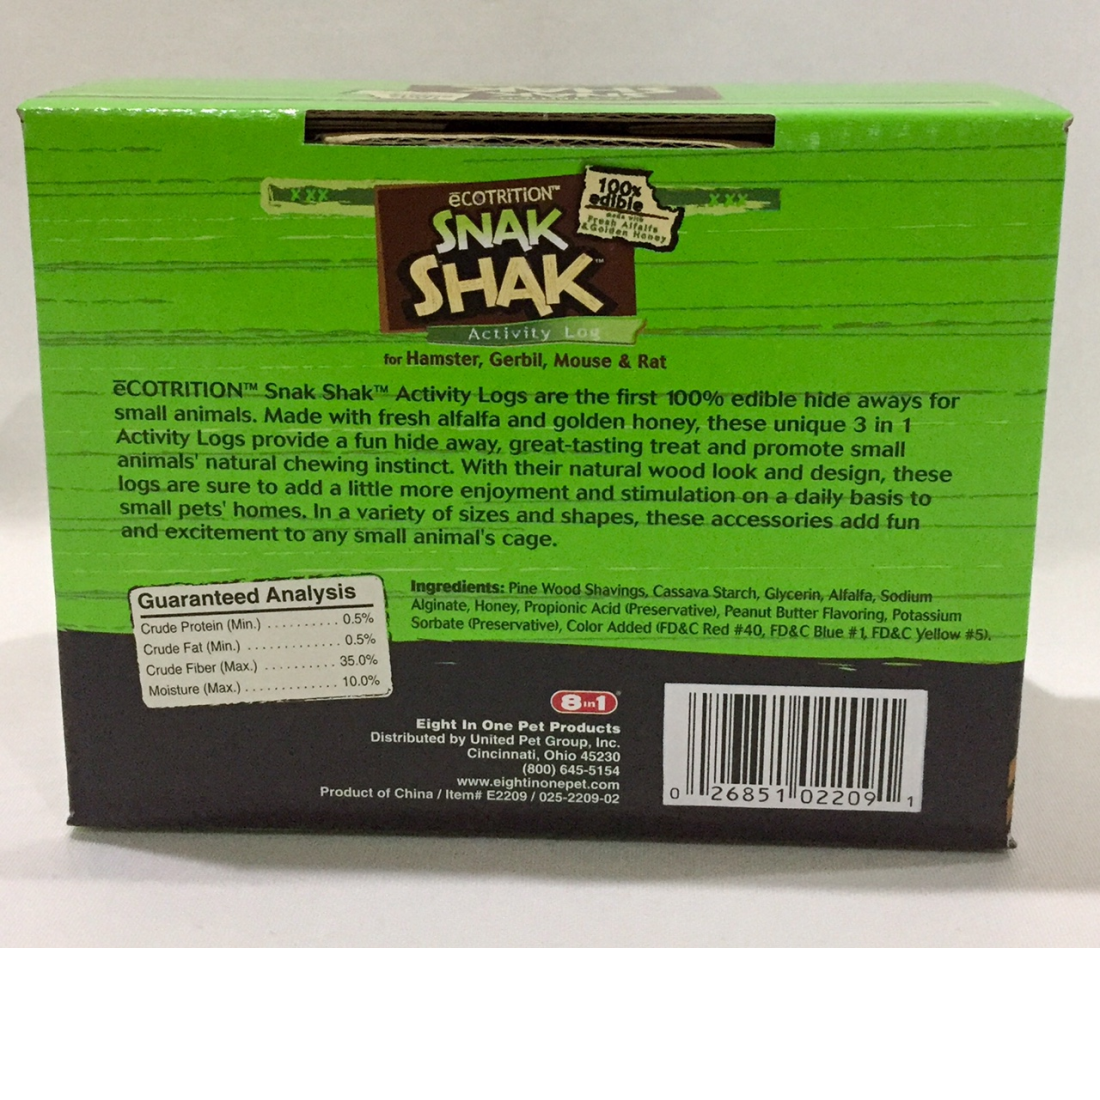 XXX
ēCOTRITION™
100%
edible
made with
Fresh Alfalfa
& Golden Honey
XXX
SNAK
SHAK™
Activity Log
for Hamster, Gerbil, Mouse & Rat
ēCOTRITION™ Snak Shak™ Activity Logs are the first 100% edible hide aways for
small animals. Made with fresh alfalfa and golden honey, these unique 3 in 1
Activity Logs provide a fun hide away, great-tasting treat and promote small
animals' natural chewing instinct. With their natural wood look and design, these
logs are sure to add a little more enjoyment and stimulation on a daily basis to
small pets' homes. In a variety of sizes and shapes, these accessories add fun
and excitement to any small animal's cage.
Guaranteed Analysis
Crude Protein (Min.) .......... 0.5%
Crude Fat (Min.) ............. 0.5%
Crude Fiber (Max.) .......... 35.0%
Moisture (Max.) ............. 10.0%
Ingredients: Pine Wood Shavings, Cassava Starch, Glycerin, Alfalfa, Sodium
Alginate, Honey, Propionic Acid (Preservative), Peanut Butter Flavoring, Potassium
Sorbate (Preservative), Color Added (FD&C Red #40, FD&C Blue #1, FD&C Yellow #5).
8in1®
Eight In One Pet Products
Distributed by United Pet Group, Inc.
Cincinnati, Ohio 45230
(800) 645-5154
www.eightinonepet.com
Product of China / Item# E2209 / 025-2209-02
0 26851 02209 1